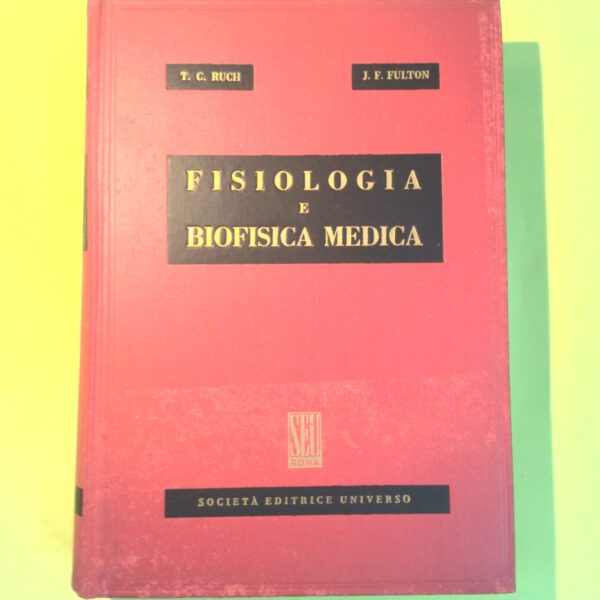 T. C. RUCH
J. F. FULTON
FISIOLOGIA
E
BIOFISICA MEDICA
SEU
ROMA
SOCIETÀ EDITRICE UNIVERSO